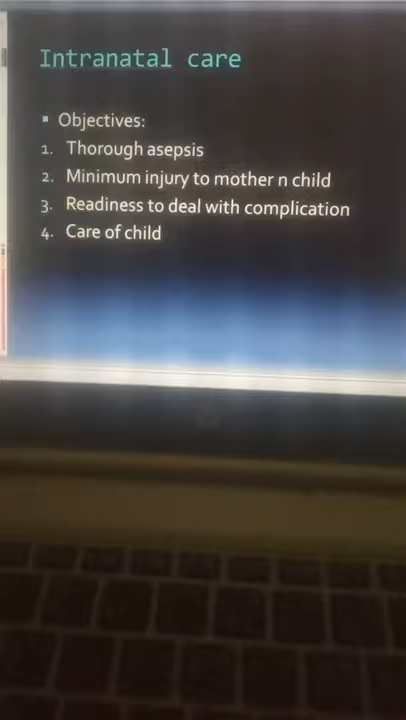 Intranatal care
▪ Objectives:
1. Thorough asepsis
2. Minimum injury to mother n child
3. Readiness to deal with complication
4. Care of child